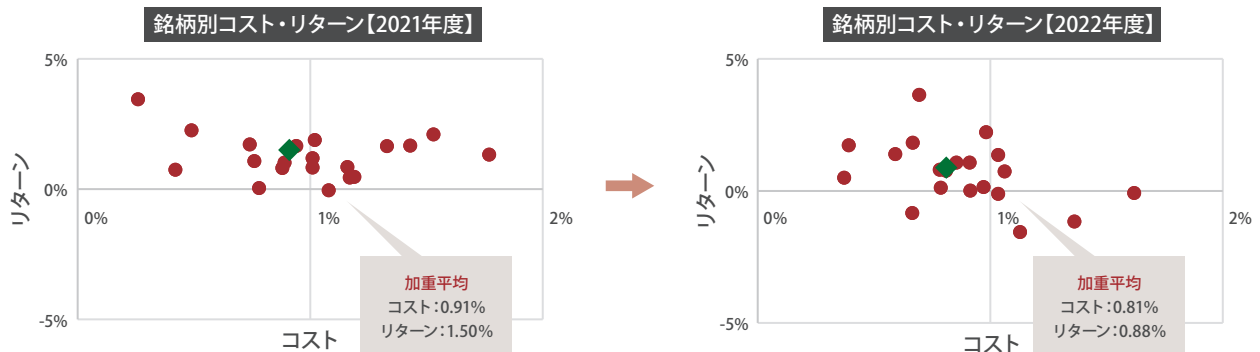 銘柄別コスト・リターン【2021年度】
5%
0%
-5%
リターン
0%
1%
2%
コスト
加重平均
コスト：0.91%
リターン：1.50%
銘柄別コスト・リターン【2022年度】
5%
0%
-5%
リターン
0%
1%
2%
コスト
加重平均
コスト：0.81%
リターン：0.88%